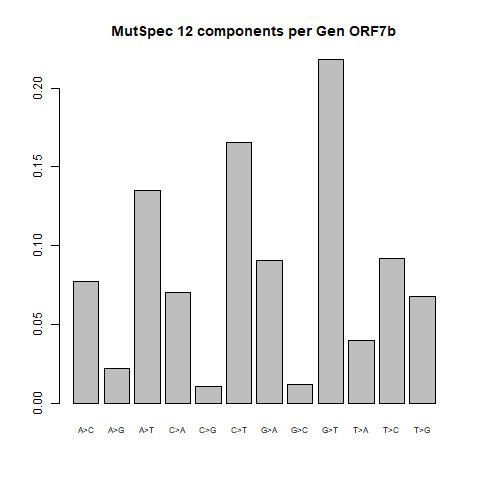 MutSpec 12 components per Gen ORF7b
0.20
0.15
0.10
0.05
0.00
A>C A>G A>T C>A C>G C>T G>A G>C G>T T>A T>C T>G